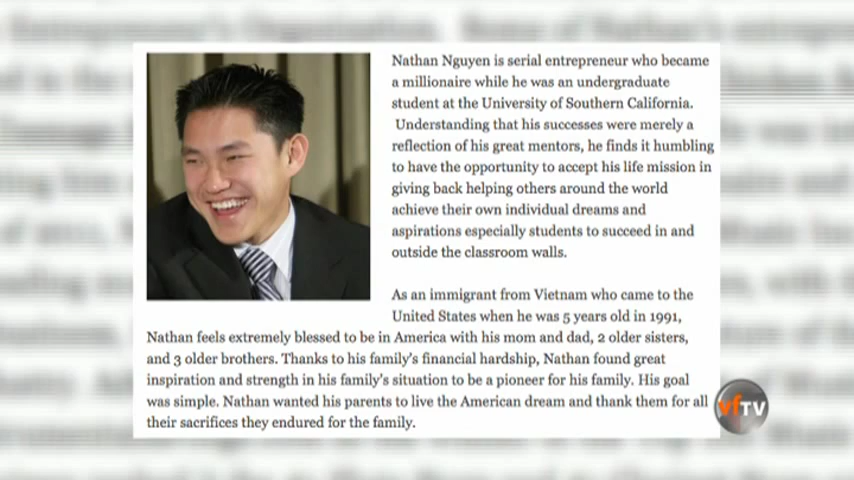 Nathan Nguyen is serial entrepreneur who became
a millionaire while he was an undergraduate
student at the University of Southern California.
Understanding that his successes were merely a
reflection of his great mentors, he finds it humbling
to have the opportunity to accept his life mission in
giving back helping others around the world
achieve their own individual dreams and
aspirations especially students to succeed in and
outside the classroom walls.
As an immigrant from Vietnam who came to the
United States when he was 5 years old in 1991,
Nathan feels extremely blessed to be in America with his mom and dad, 2 older sisters,
and 3 older brothers. Thanks to his family's financial hardship, Nathan found great
inspiration and strength in his family's situation to be a pioneer for his family. His goal
was simple. Nathan wanted his parents to live the American dream and thank them for all
their sacrifices they endured for the family.
vfTV